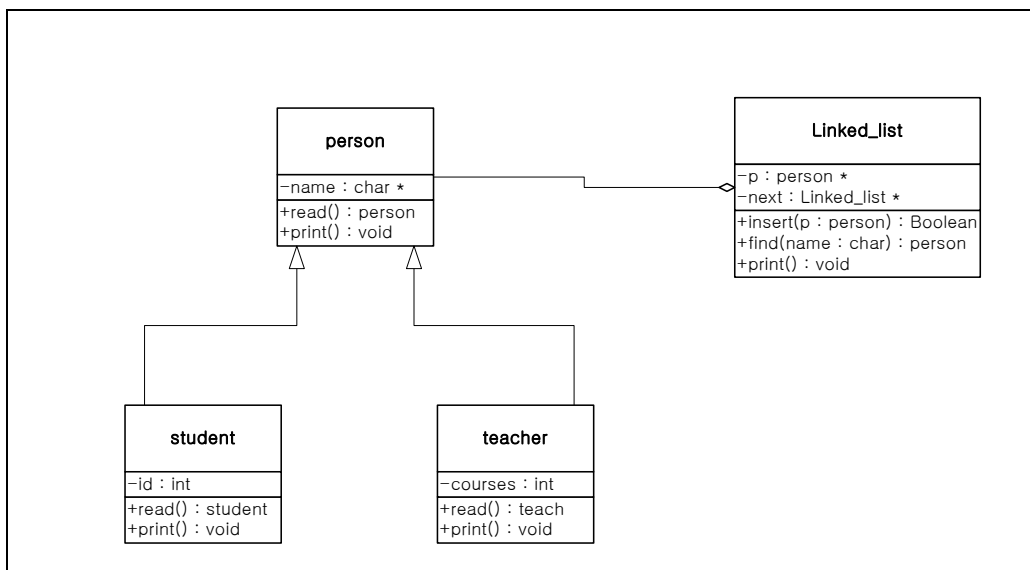 person
-name : char *
+read() : person
+print() : void
Linked_list
-p : person *
-next : Linked_list *
+insert(p : person) : Boolean
+find(name : char) : person
+print() : void
student
-id : int
+read() : student
+print() : void
teacher
-courses : int
+read() : teach
+print() : void